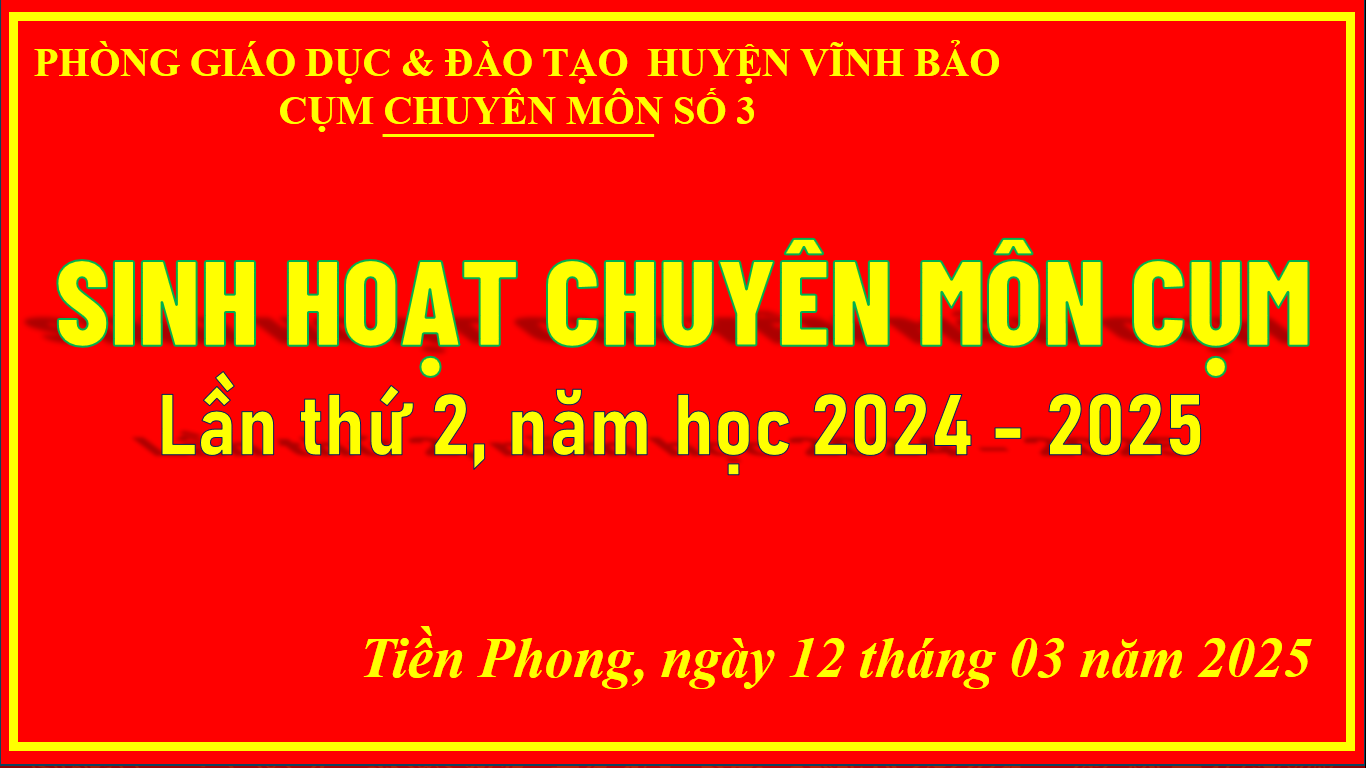 PHÒNG GIÁO DỤC & ĐÀO TẠO HUYỆN VĨNH BẢO
CỤM CHUYÊN MÔN SỐ 3
SINH HOẠT CHUYÊN MÔN CỤM
Lần thứ 2, năm học 2024 - 2025
Tiền Phong, ngày 12 tháng 03 năm 2025